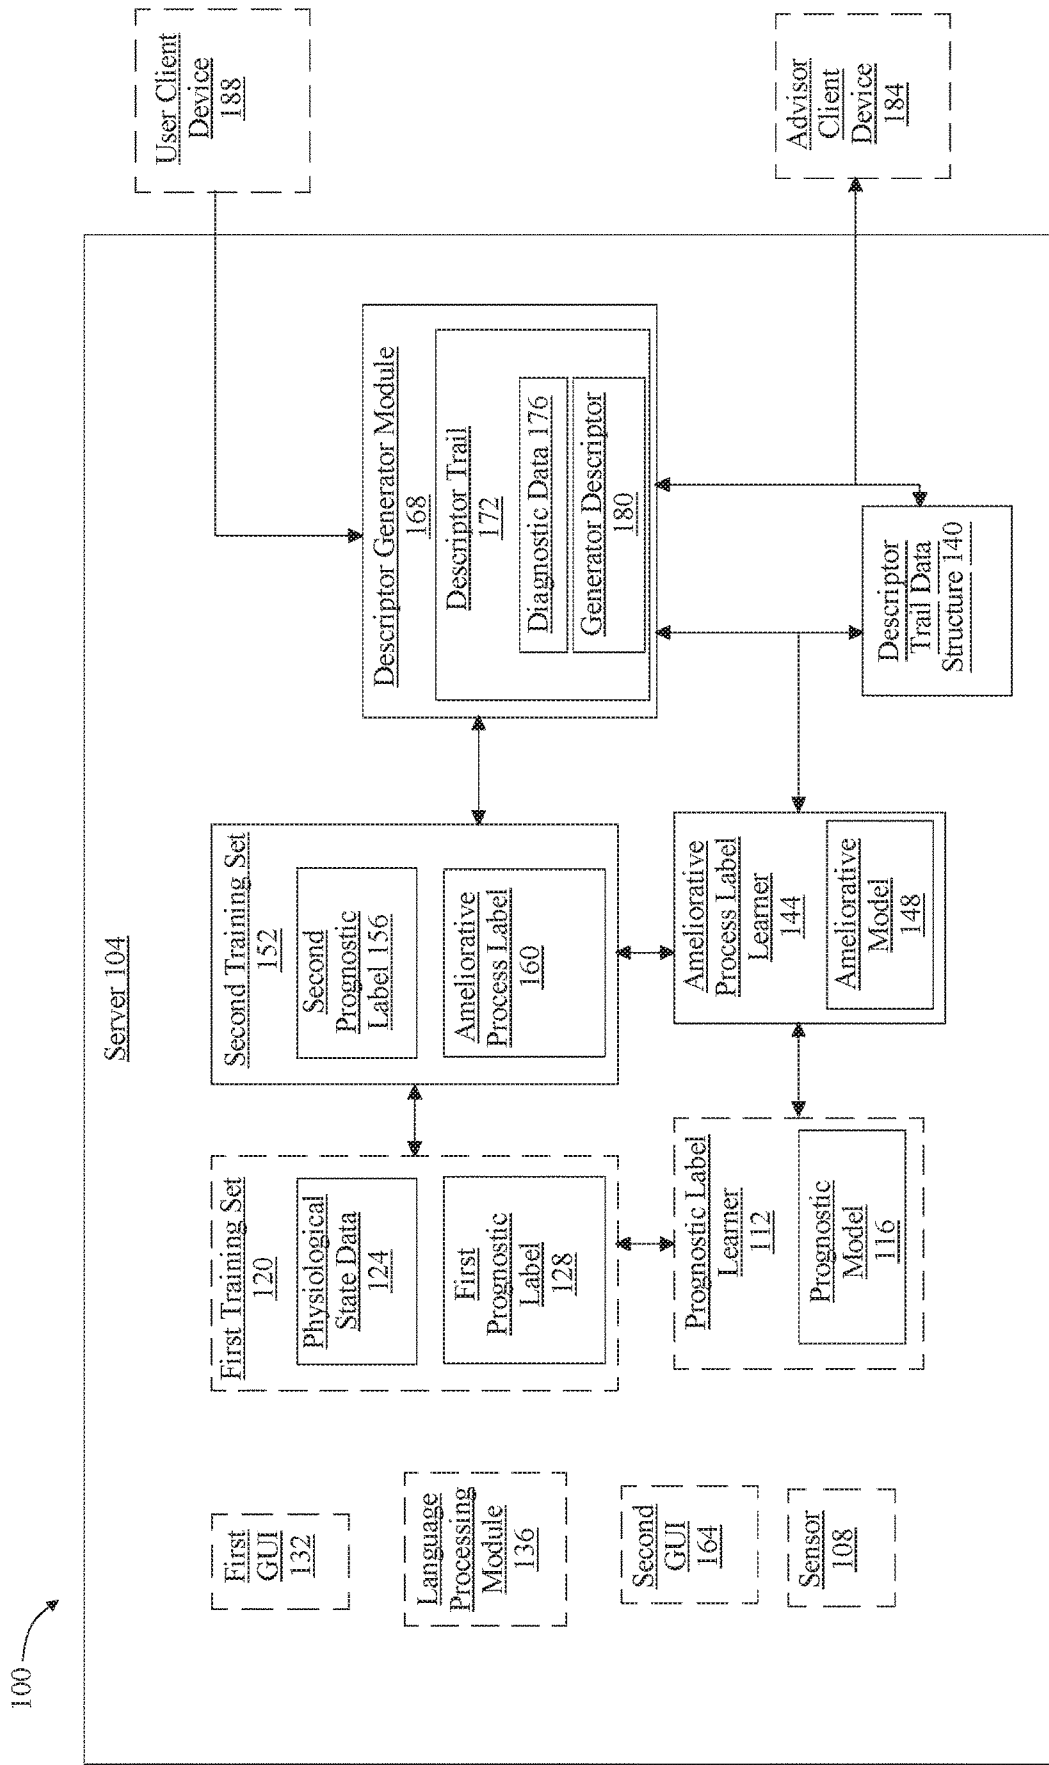 100
Server 104
First
GUI
132
Language
Processing
Module
136
Second
GUI
164
Sensor
108
First Training Set
120
Physiological
State Data
124
First
Prognostic
Label
128
Prognostic Label
Learner
112
Prognostic
Model
116
Second Training Set
152
Second
Prognostic
Label 156
Ameliorative
Process Label
160
Ameliorative
Process Label
Learner
144
Ameliorative
Model
148
Descriptor Generator Module
168
Descriptor Trail
172
Diagnostic Data 176
Generator Descriptor
180
Descriptor
Trail Data
Structure 140
User Client
Device
188
Advisor
Client
Device
184